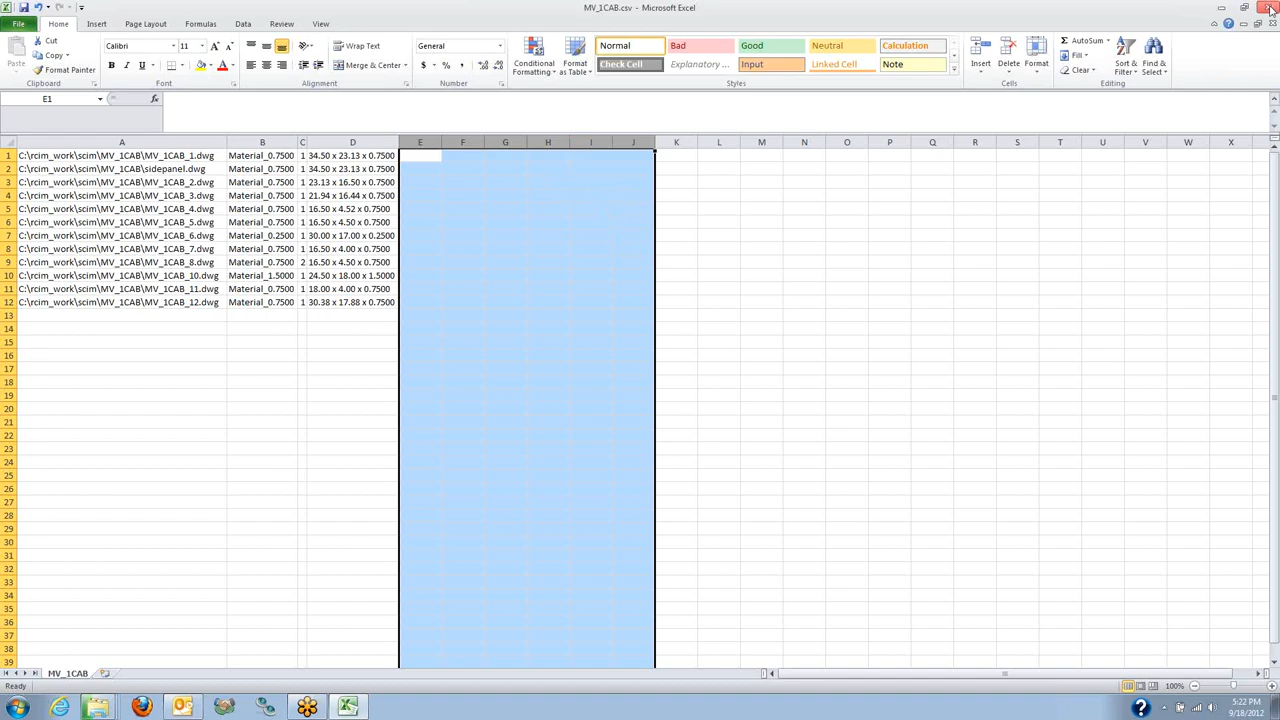 MV_1CAB.csv - Microsoft Excel
File Home Insert Page Layout Formulas Data Review View
Paste Cut Calibri 11 Wrap Text General Normal Bad Good Neutral Calculation AutoSum
Copy Conditional Formatting Format as Table Insert Delete Format Fill Sort & Filter Find & Select
Format Painter B I U Merge & Center $ % , Check Cell Explanatory ... Input Linked Cell Note Clear
Clipboard Font Alignment Number Styles Cells Editing
E1 fx
A B C D E F G H I J K L M N O P Q R S T U V W X
1 C:\rcim_work\scim\MV_1CAB\MV_1CAB_1.dwg Material_0.7500 1 34.50 x 23.13 x 0.7500
2 C:\rcim_work\scim\MV_1CAB\sidepanel.dwg Material_0.7500 1 34.50 x 23.13 x 0.7500
3 C:\rcim_work\scim\MV_1CAB\MV_1CAB_2.dwg Material_0.7500 1 23.13 x 16.50 x 0.7500
4 C:\rcim_work\scim\MV_1CAB\MV_1CAB_3.dwg Material_0.7500 1 21.94 x 16.44 x 0.7500
5 C:\rcim_work\scim\MV_1CAB\MV_1CAB_4.dwg Material_0.7500 1 16.50 x 4.52 x 0.7500
6 C:\rcim_work\scim\MV_1CAB\MV_1CAB_5.dwg Material_0.7500 1 16.50 x 4.50 x 0.7500
7 C:\rcim_work\scim\MV_1CAB\MV_1CAB_6.dwg Material_0.2500 1 30.00 x 17.00 x 0.2500
8 C:\rcim_work\scim\MV_1CAB\MV_1CAB_7.dwg Material_0.7500 1 16.50 x 4.00 x 0.7500
9 C:\rcim_work\scim\MV_1CAB\MV_1CAB_8.dwg Material_0.7500 2 16.50 x 4.50 x 0.7500
10 C:\rcim_work\scim\MV_1CAB\MV_1CAB_10.dwg Material_1.5000 1 24.50 x 18.00 x 1.5000
11 C:\rcim_work\scim\MV_1CAB\MV_1CAB_11.dwg Material_0.7500 1 18.00 x 4.00 x 0.7500
12 C:\rcim_work\scim\MV_1CAB\MV_1CAB_12.dwg Material_0.7500 1 30.38 x 17.88 x 0.7500
13
14
15
16
17
18
19
20
21
22
23
24
25
26
27
28
29
30
31
32
33
34
35
36
37
38
39
MV_1CAB
Ready 100%
5:22 PM
9/18/2012